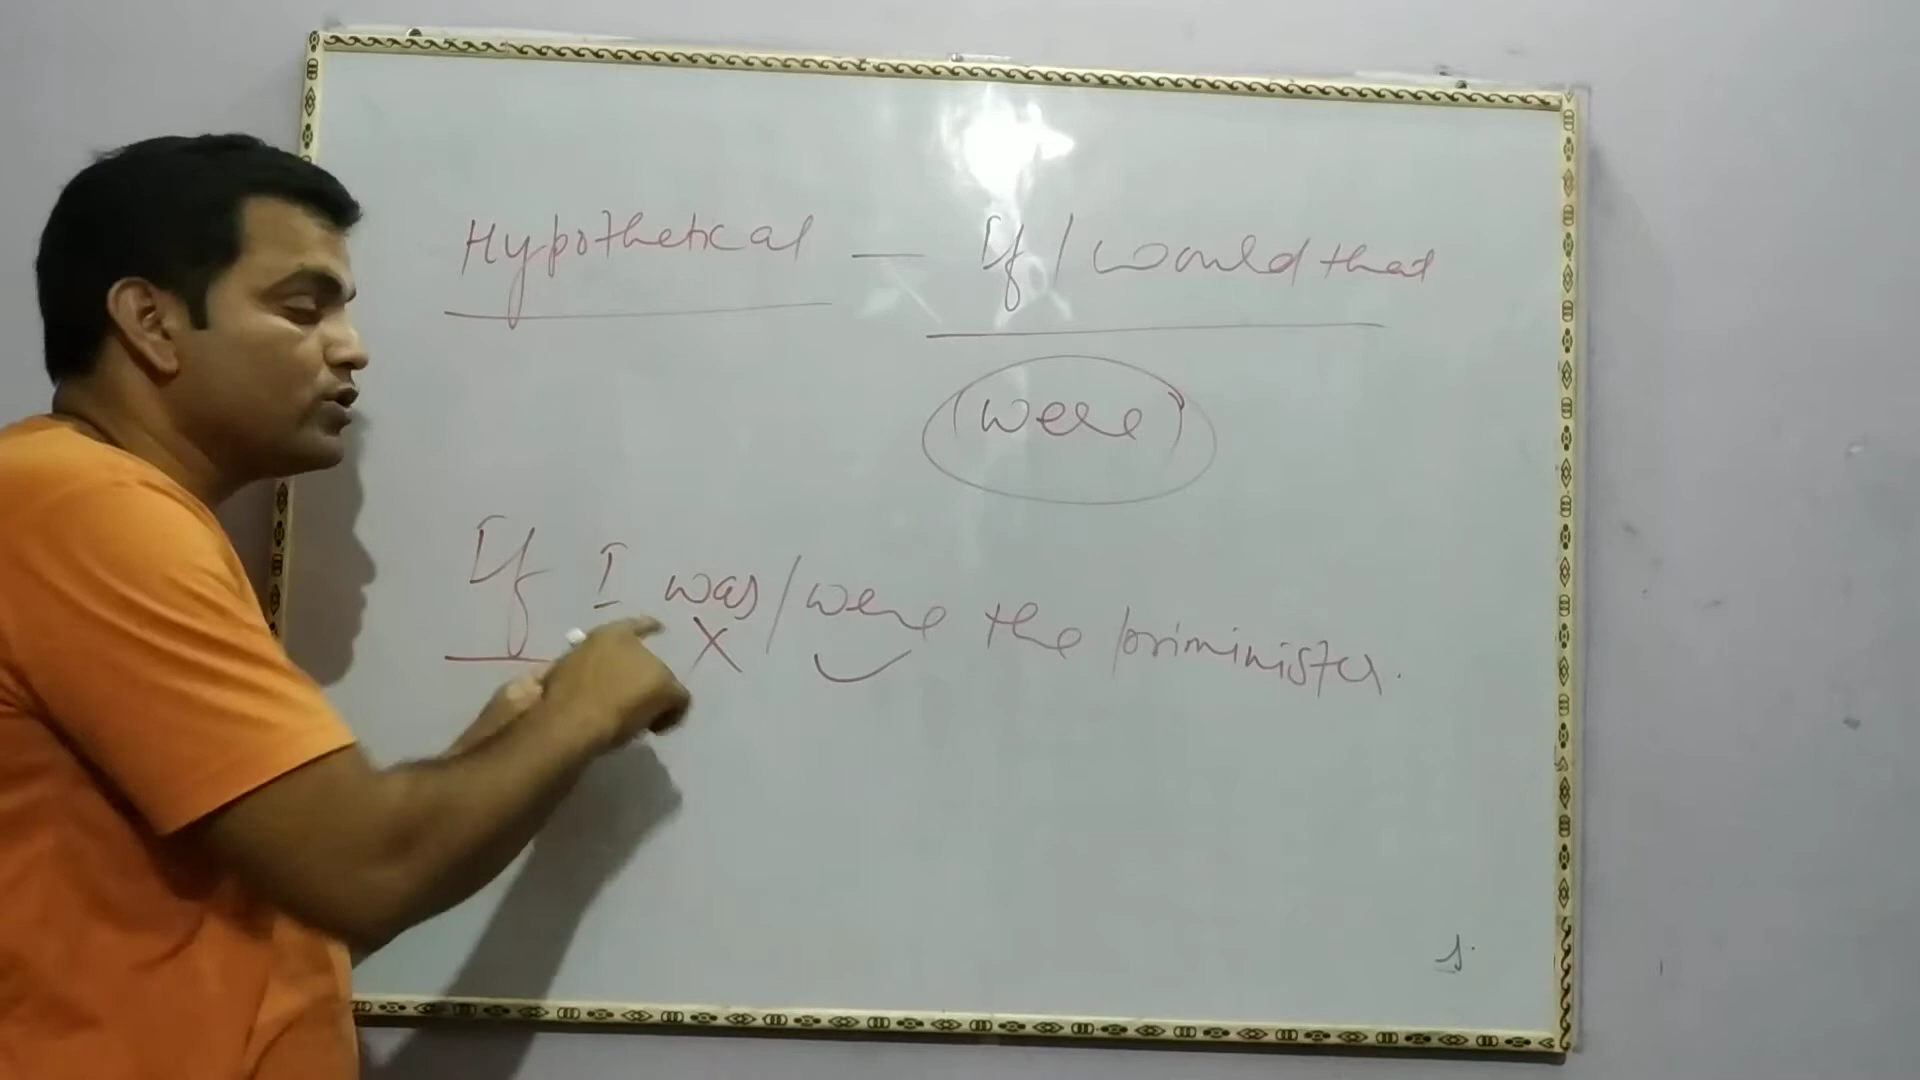 Hypothetical — If / would that
(were)
If I was / were the priminister.